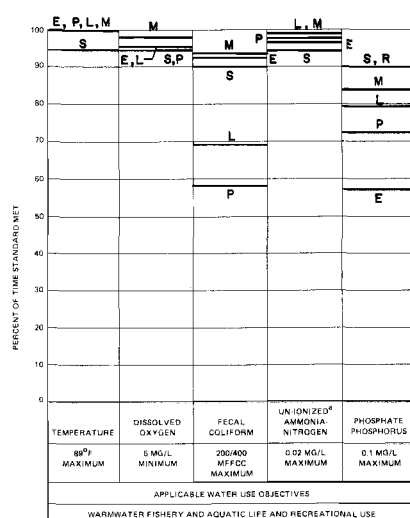 E, P, L, M
M
L, M
S
M
P
E
E, L
S, P
S
E
S
S, R
M
L
L
P
P
E
PERCENT OF TIME STANDARD MET
100
90
80
70
60
50
40
30
20
10
0
TEMPERATURE
DISSOLVED OXYGEN
FECAL COLIFORM
UN-IONIZEDa AMMONIA-NITROGEN
PHOSPHATE PHOSPHORUS
89°F MAXIMUM
5 MG/L MINIMUM
200/400 MFFCC MAXIMUM
0.02 MG/L MAXIMUM
0.1 MG/L MAXIMUM
APPLICABLE WATER USE OBJECTIVES
WARMWATER FISHERY AND AQUATIC LIFE AND RECREATIONAL USE